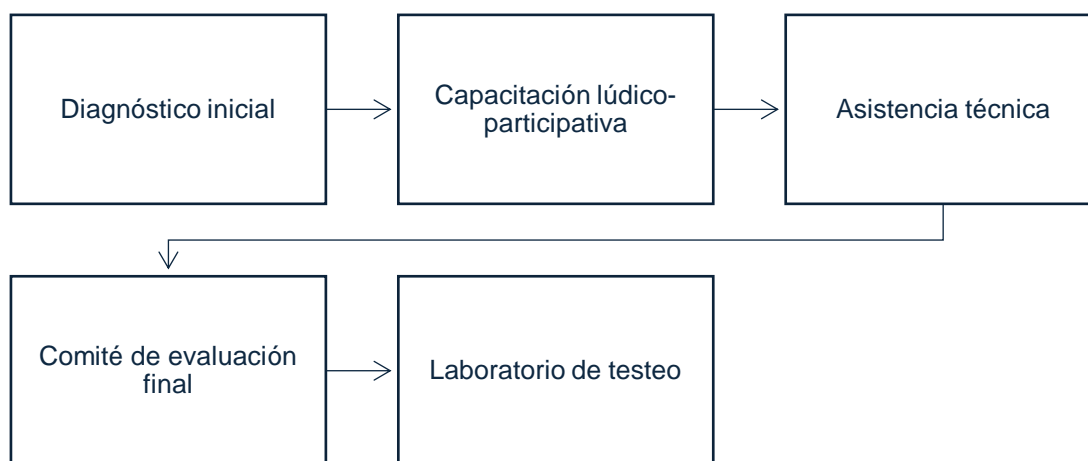 Diagnóstico inicial
Capacitación lúdico-
participativa
Asistencia técnica
Comité de evaluación
final
Laboratorio de testeo